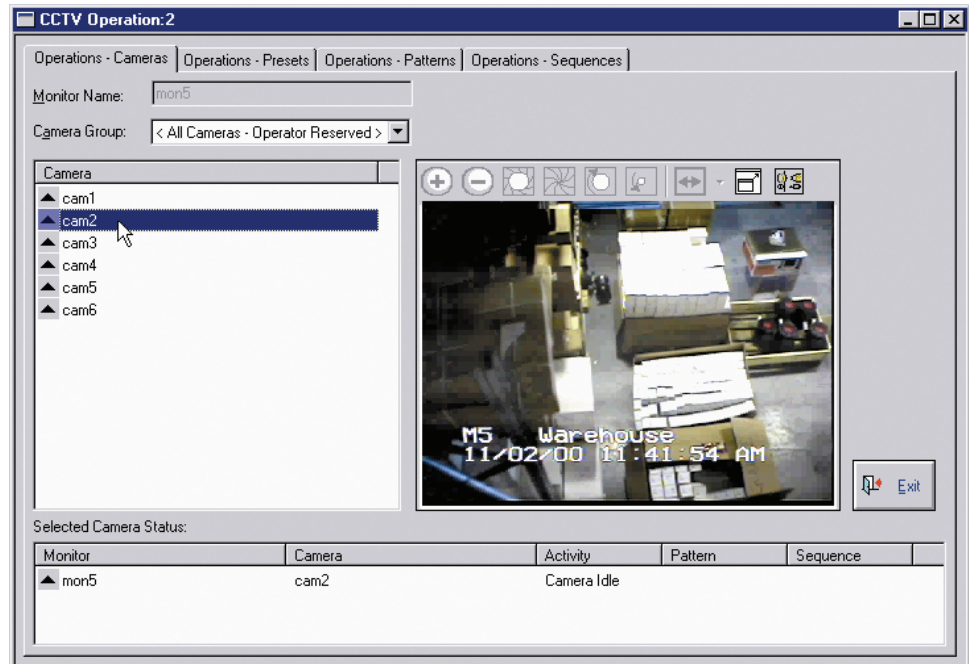 CCTV Operation:2
Operations - Cameras Operations - Presets Operations - Patterns Operations - Sequences
Monitor Name: mon5
Camera Group: < All Cameras - Operator Reserved >
Camera
cam1
cam2
cam3
cam4
cam5
cam6
M5 Warehouse
11/02/00 11:41:54 AM
Exit
Selected Camera Status:
Monitor Camera Activity Pattern Sequence
mon5 cam2 Camera Idle